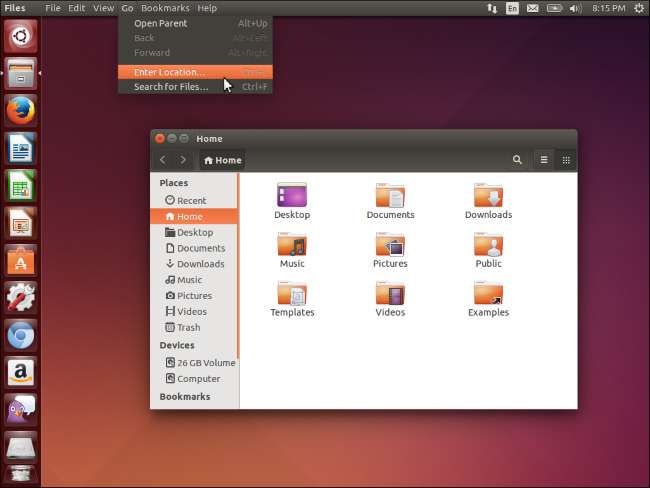 Files File Edit View Go Bookmarks Help En 8:15 PM
Open Parent Alt+Up
Back Alt+Left
Forward Alt+Right
Enter Location... Ctrl+L
Search for Files... Ctrl+F
Home
Home
Places
Recent
Home
Desktop
Documents
Downloads
Music
Pictures
Videos
Trash
Devices
26 GB Volume
Computer
Bookmarks
Desktop Documents Downloads
Music Pictures Public
Templates Videos Examples